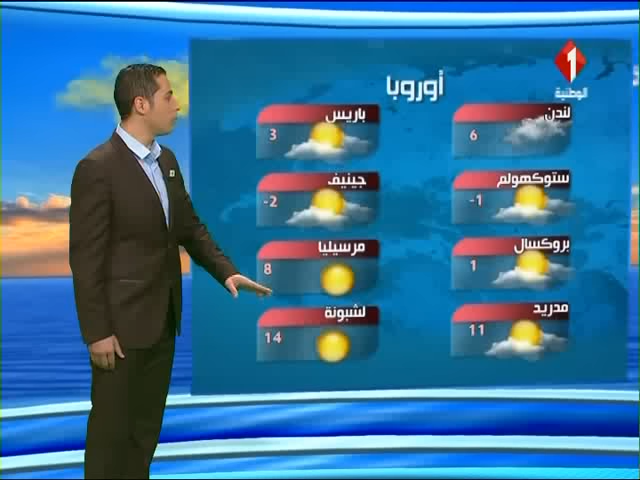 1
الوطنية
أوروبا
لندن
6
باريس
3
ستوكهولم
-1
جينيف
-2
بروكسال
1
مرسيليا
8
مدريد
11
لشبونة
14